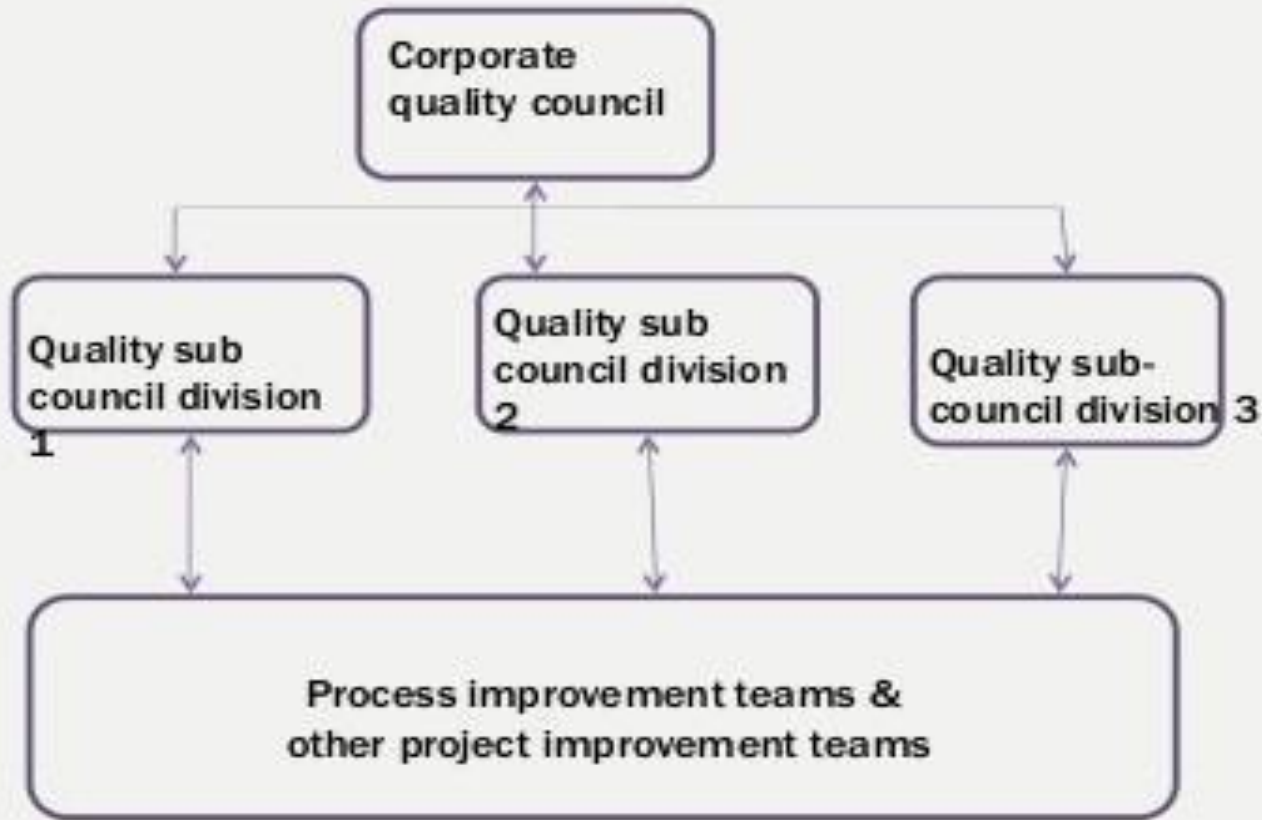 Corporate
quality council
Quality sub
council division
1
Quality sub
council division
2
Quality sub-
council division 3
Process improvement teams &
other project improvement teams